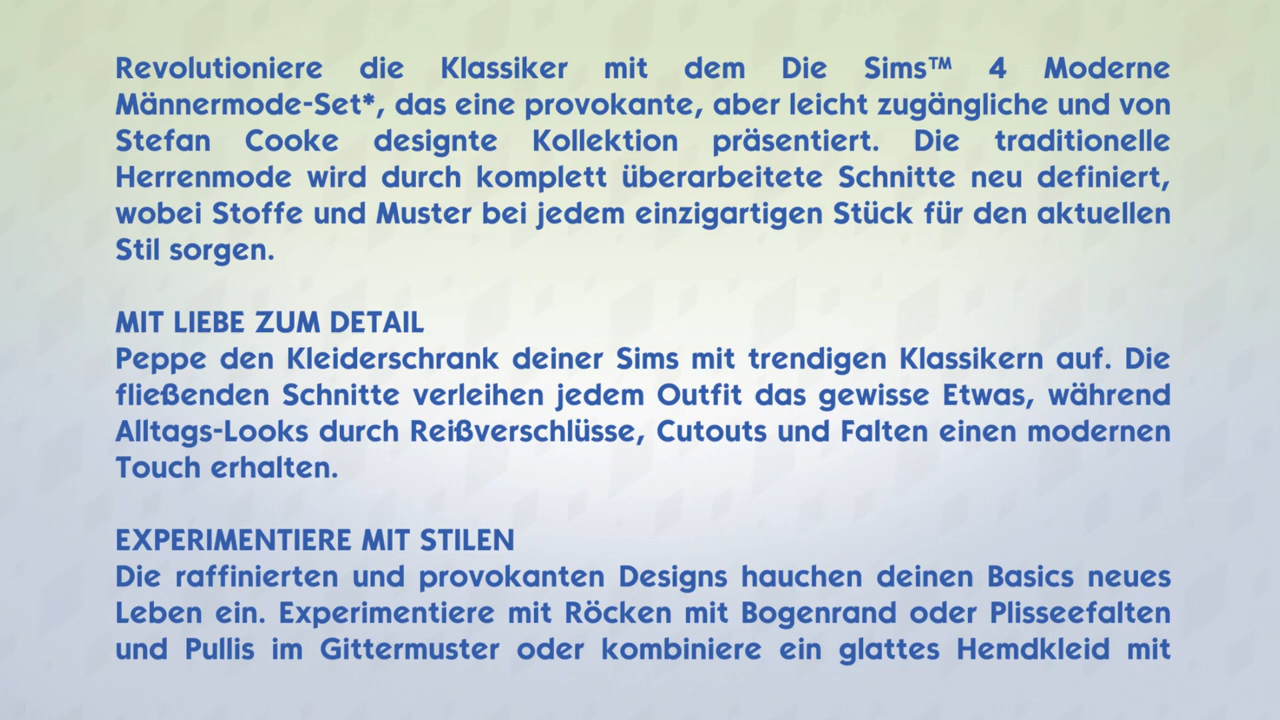 Revolutioniere die Klassiker mit dem Die Sims™ 4 Moderne
Männermode-Set*, das eine provokante, aber leicht zugängliche und von
Stefan Cooke designte Kollektion präsentiert. Die traditionelle
Herrenmode wird durch komplett überarbeitete Schnitte neu definiert,
wobei Stoffe und Muster bei jedem einzigartigen Stück für den aktuellen
Stil sorgen.
MIT LIEBE ZUM DETAIL
Peppe den Kleiderschrank deiner Sims mit trendigen Klassikern auf. Die
fließenden Schnitte verleihen jedem Outfit das gewisse Etwas, während
Alltags-Looks durch Reißverschlüsse, Cutouts und Falten einen modernen
Touch erhalten.
EXPERIMENTIERE MIT STILEN
Die raffinierten und provokanten Designs hauchen deinen Basics neues
Leben ein. Experimentiere mit Röcken mit Bogenrand oder Plisseefalten
und Pullis im Gittermuster oder kombiniere ein glattes Hemdkleid mit